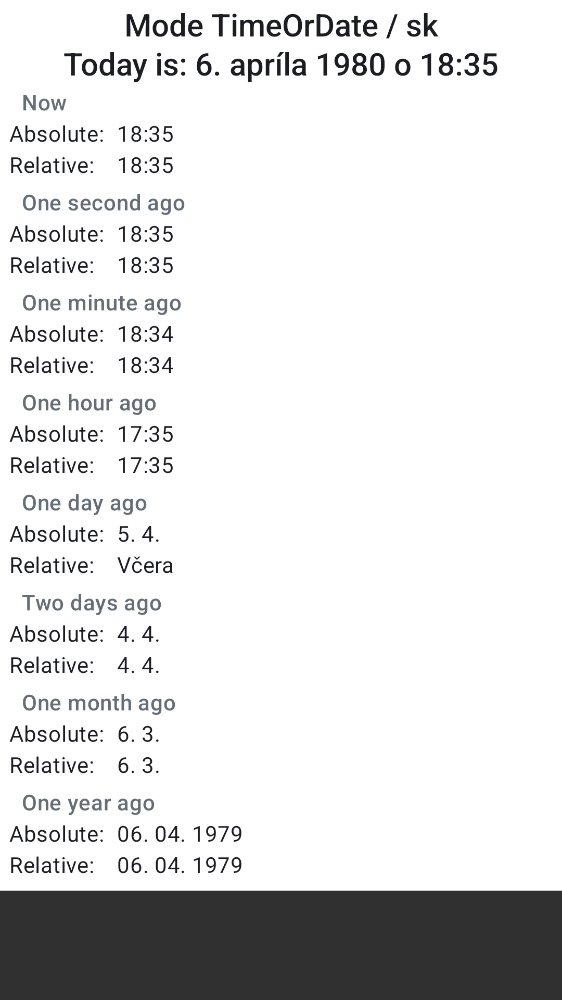 Mode TimeOrDate / sk
Today is: 6. apríla 1980 o 18:35
Now
Absolute: 18:35
Relative: 18:35
One second ago
Absolute: 18:35
Relative: 18:35
One minute ago
Absolute: 18:34
Relative: 18:34
One hour ago
Absolute: 17:35
Relative: 17:35
One day ago
Absolute: 5. 4.
Relative: Včera
Two days ago
Absolute: 4. 4.
Relative: 4. 4.
One month ago
Absolute: 6. 3.
Relative: 6. 3.
One year ago
Absolute: 06. 04. 1979
Relative: 06. 04. 1979